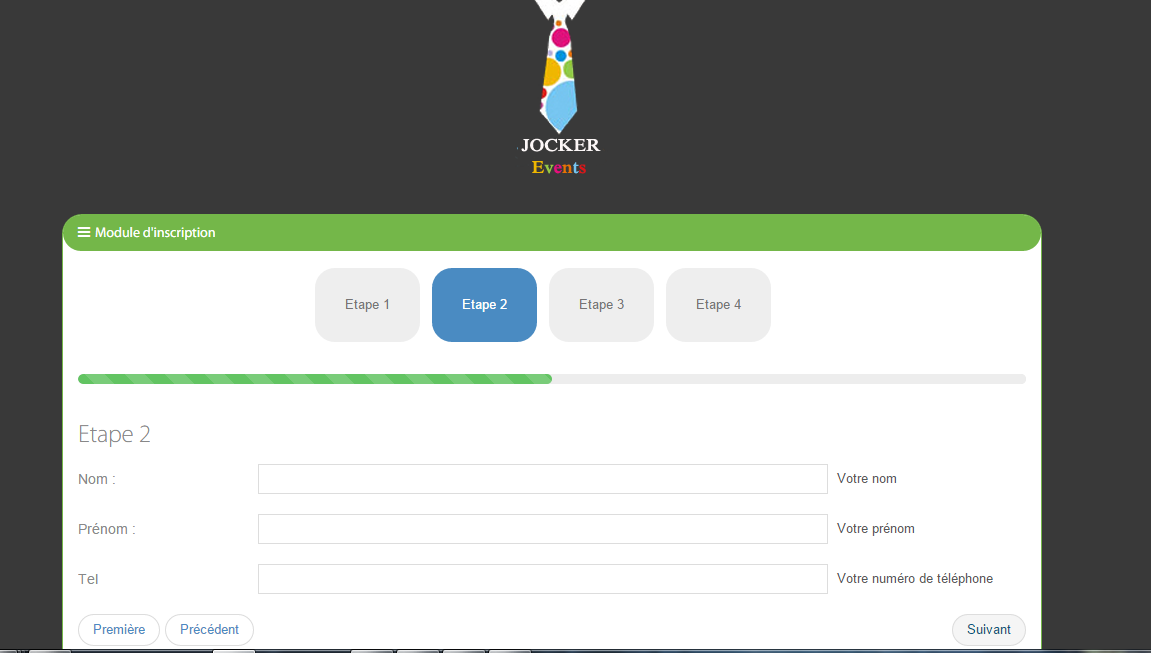 JOCKER
Events
Module d'inscription
Etape 1 Etape 2 Etape 3 Etape 4
Etape 2
Nom : Votre nom
Prénom : Votre prénom
Tel Votre numéro de téléphone
Première Précédent Suivant